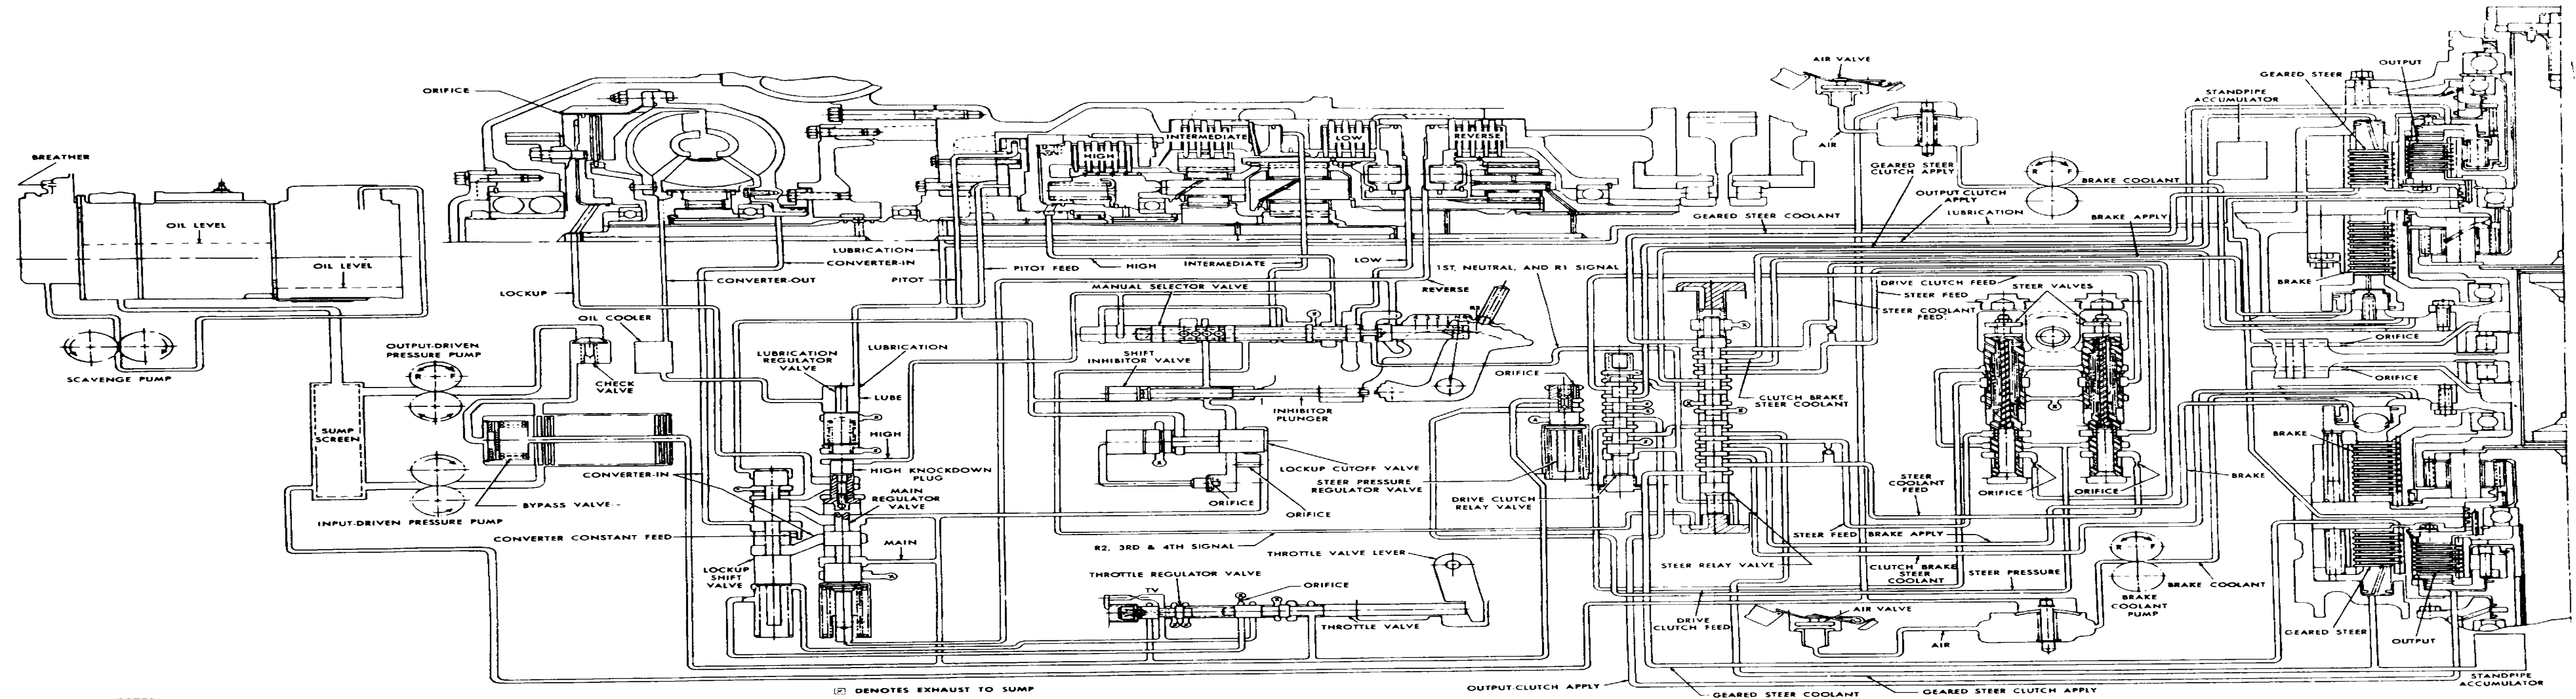 BREATHER
OIL LEVEL
OIL LEVEL
SCAVENGE PUMP
ORIFICE
LOCKUP
OIL COOLER
OUTPUT-DRIVEN
PRESSURE PUMP
R F
CHECK
VALVE
SUMP
SCREEN
INPUT-DRIVEN PRESSURE PUMP
BYPASS VALVE
CONVERTER-IN
CONVERTER CONSTANT FEED
LOCKUP
SHIFT
VALVE
LUBRICATION
CONVERTER-IN
CONVERTER-OUT
PITOT
PITOT FEED
HIGH
INTERMEDIATE
LOW
HIGH
INTERMEDIATE
LOW
REVERSE
REVERSE
1ST, NEUTRAL, AND R1 SIGNAL
MANUAL SELECTOR VALVE
R2
SHIFT
INHIBITOR VALVE
INHIBITOR
PLUNGER
LUBRICATION
REGULATOR
VALVE
LUBRICATION
LUBE
HIGH
HIGH KNOCKDOWN
PLUG
MAIN
REGULATOR
VALVE
MAIN
LOCKUP CUTOFF VALVE
ORIFICE
ORIFICE
R2, 3RD & 4TH SIGNAL
THROTTLE VALVE LEVER
THROTTLE REGULATOR VALVE
ORIFICE
TV
THROTTLE VALVE
DENOTES EXHAUST TO SUMP
ORIFICE
STEER PRESSURE
REGULATOR VALVE
DRIVE CLUTCH
RELAY VALVE
AIR VALVE
AIR
GEARED STEER
CLUTCH APPLY
R F
BRAKE COOLANT
OUTPUT-CLUTCH
APPLY
GEARED STEER COOLANT
LUBRICATION
BRAKE APPLY
DRIVE CLUTCH FEED
STEER VALVES
STEER FEED
STEER COOLANT
FEED
CLUTCH BRAKE
STEER COOLANT
STEER
COOLANT
FEED
ORIFICE
ORIFICE
BRAKE
STEER FEED
BRAKE APPLY
STEER RELAY VALVE
CLUTCH BRAKE
STEER
COOLANT
STEER PRESSURE
R F
BRAKE COOLANT
BRAKE
COOLANT
PUMP
DRIVE
CLUTCH FEED
AIR VALVE
AIR
OUTPUT-CLUTCH APPLY
GEARED STEER COOLANT
GEARED STEER CLUTCH APPLY
STANDPIPE
ACCUMULATOR
GEARED STEER
OUTPUT
BRAKE
ORIFICE
ORIFICE
BRAKE
GEARED STEER
OUTPUT
STANDPIPE
ACCUMULATOR